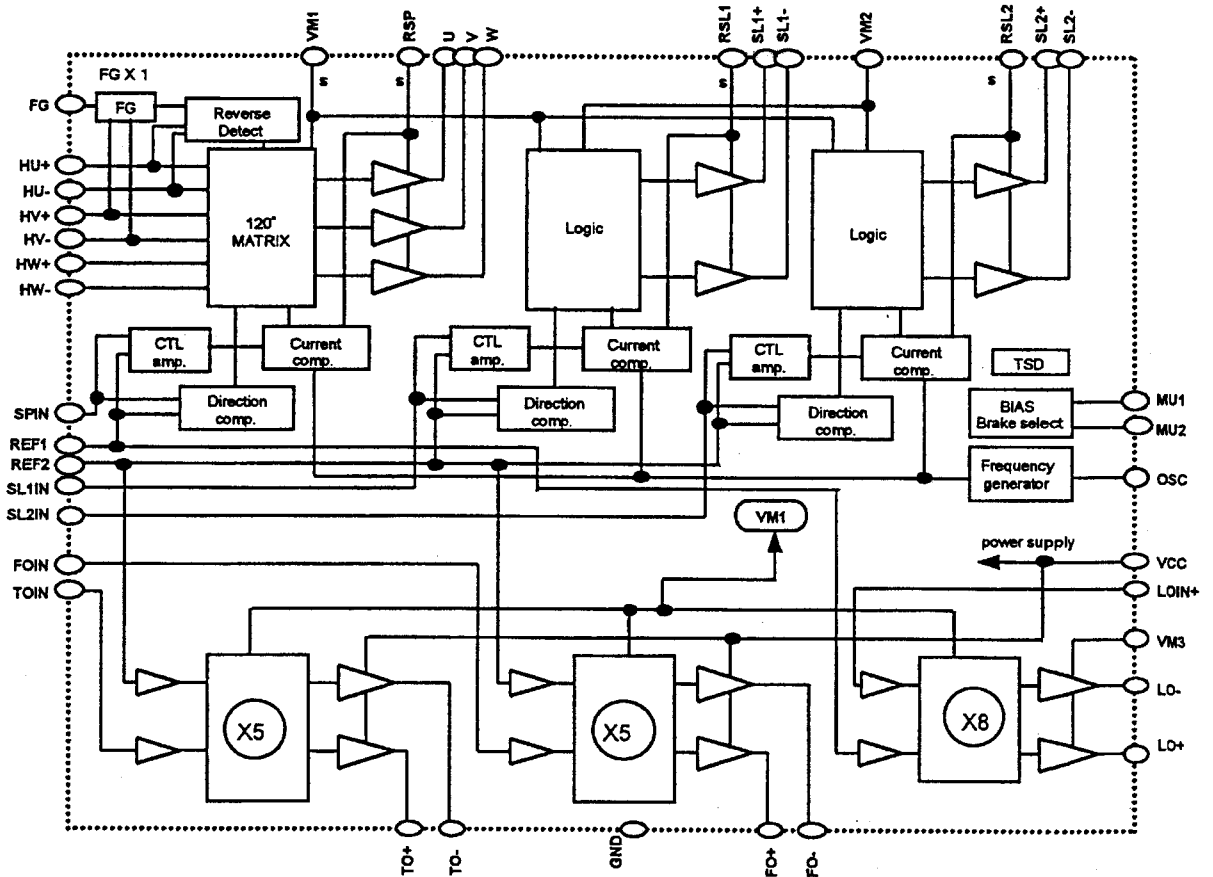 VM1
RSP
U
V
W
RSL1
SL1+
SL1-
VM2
RSL2
SL2+
SL2-
FG X 1
s
s
s
s
FG
FG
Reverse
Detect
HU+
HU-
HV+
HV-
HW+
HW-
120°
MATRIX
Logic
Logic
CTL
amp.
Current
comp.
CTL
amp.
Current
comp.
CTL
amp.
Current
comp.
TSD
Direction
comp.
Direction
comp.
Direction
comp.
BIAS
Brake select
MU1
MU2
SPIN
REF1
REF2
SL1IN
SL2IN
Frequency
generator
OSC
VM1
power supply
VCC
FOIN
TOIN
LOIN+
VM3
LO-
LO+
X5
X5
X8
TO+
TO-
GND
FO+
FO-